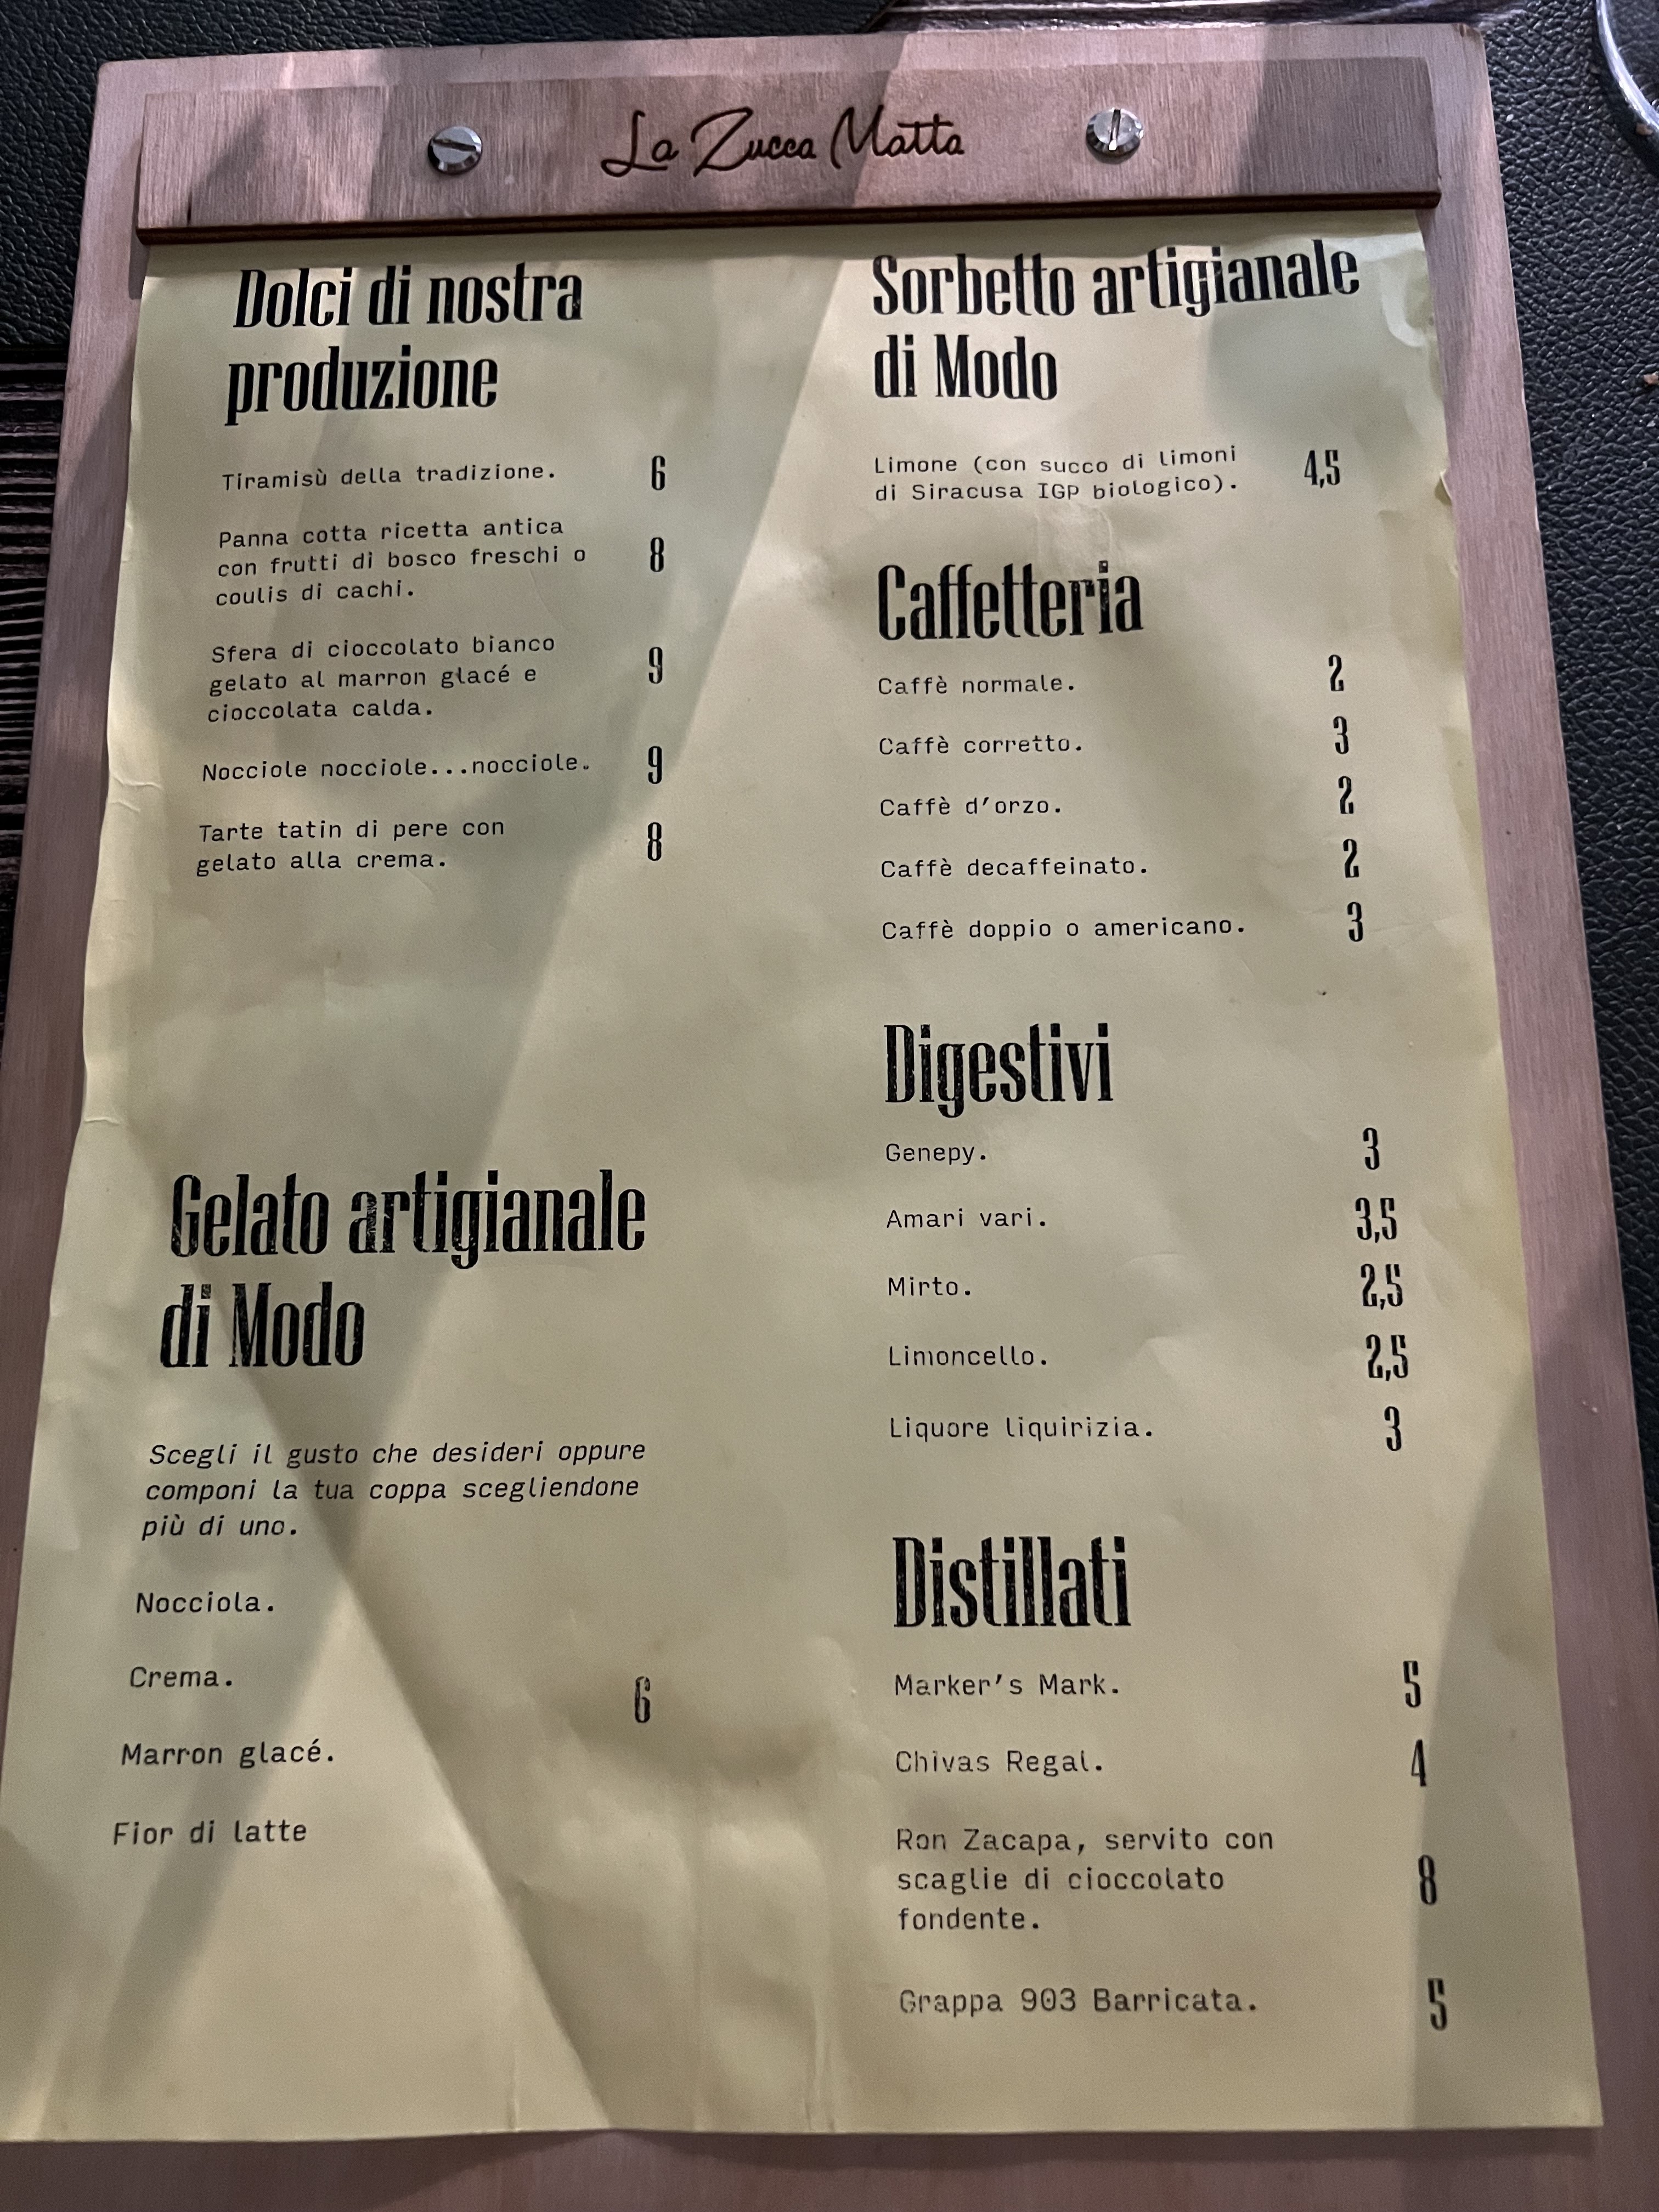 La Zucca Matta
Dolci di nostra
produzione
Tiramisù della tradizione. 6
Panna cotta ricetta antica
con frutti di bosco freschi o 8
coulis di cachi.
Sfera di cioccolato bianco
gelato al marron glacé e 9
cioccolata calda.
Nocciole nocciole...nocciole. 9
Tarte tatin di pere con 8
gelato alla crema.
Gelato artigianale
di Modo
Scegli il gusto che desideri oppure
componi la tua coppa scegliendone
più di uno.
Nocciola.
Crema. 6
Marron glacé.
Fior di latte
Sorbetto artigianale
di Modo
Limone (con succo di limoni 4,5
di Siracusa IGP biologico).
Caffetteria
Caffè normale. 2
Caffè corretto. 3
Caffè d'orzo. 2
Caffè decaffeinato. 2
Caffè doppio o americano. 3
Digestivi
Genepy. 3
Amari vari. 3,5
Mirto. 2,5
Limoncello. 2,5
Liquore liquirizia. 3
Distillati
Marker's Mark. 5
Chivas Regal. 4
Ron Zacapa, servito con
scaglie di cioccolato 8
fondente.
Grappa 903 Barricata. 5